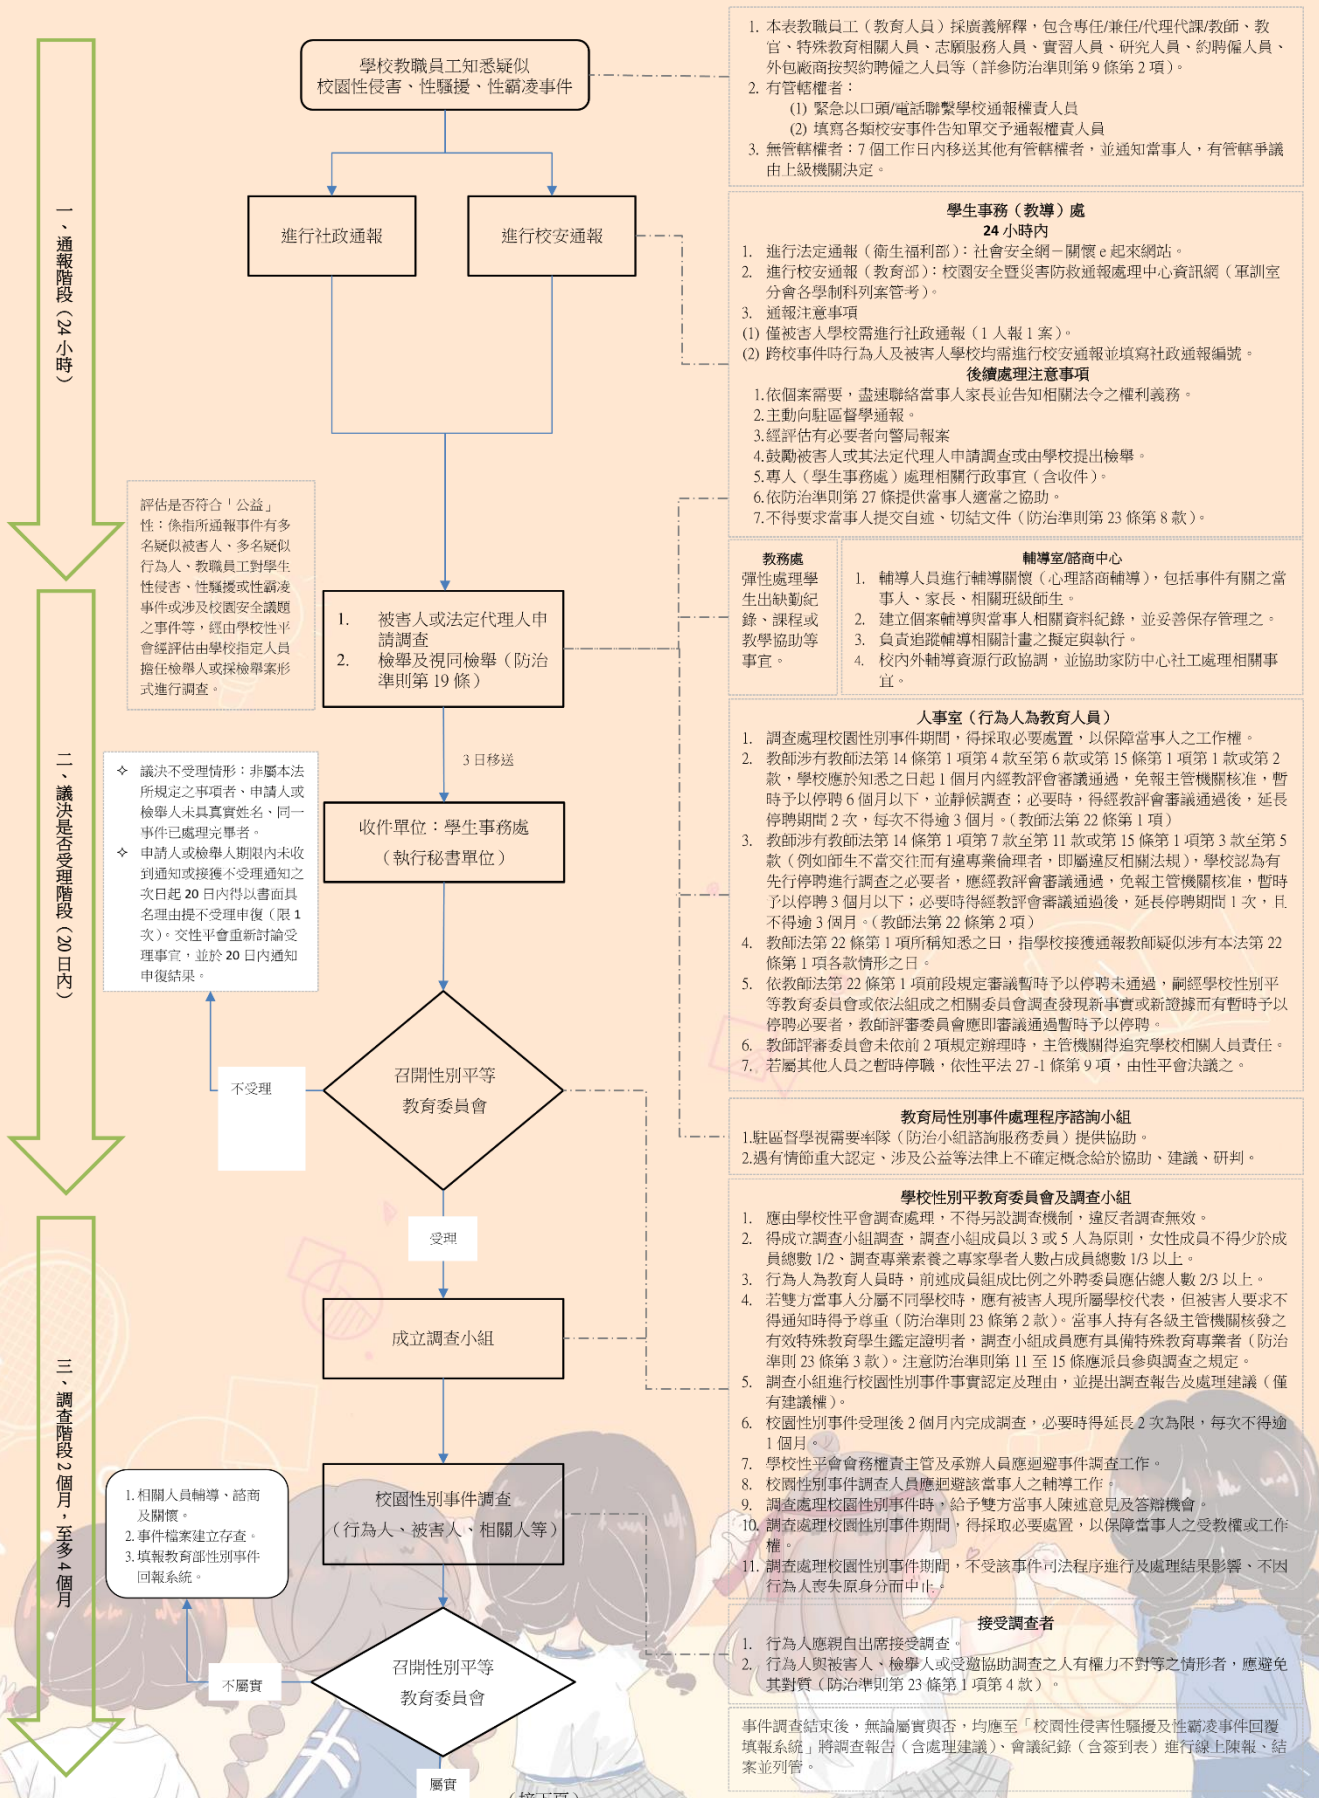 學校教職員工知悉疑似
校園性侵害、性騷擾、性霸凌事件
1. 本表教職員工（教育人員）採廣義解釋，包含專任/兼任/代理代課/教師、教
官、特殊教育相關人員、志願服務人員、實習人員、研究人員、約聘僱人員、
外包廠商按契約聘僱之人員等（詳參防治準則第 9 條第 2 項）。
2. 有管轄權者：
(1) 緊急以口頭/電話聯繫學校通報權責人員
(2) 填寫各類校安事件告知單交予通報權責人員
3. 無管轄權者：7 個工作日內移送其他有管轄權者，並通知當事人，有管轄爭議
由上級機關決定。
一、通報階段（24 小時）
進行社政通報
進行校安通報
學生事務（教導）處
24 小時內
1. 進行法定通報（衛生福利部）：社會安全網－關懷 e 起來網站。
2. 進行校安通報（教育部）：校園安全暨災害防救通報處理中心資訊網（軍訓室
分會各學制科列案管考）。
3. 通報注意事項
(1) 僅被害人學校需進行社政通報（1 人報 1 案）。
(2) 跨校事件時行為人及被害人學校均需進行校安通報並填寫社政通報編號。
後續處理注意事項
1.依個案需要，盡速聯絡當事人家長並告知相關法令之權利義務。
2.主動向駐區督學通報。
3.經評估有必要者向警局報案
4.鼓勵被害人或其法定代理人申請調查或由學校提出檢舉。
5.專人（學生事務處）處理相關行政事宜（含收件）。
6.依防治準則第 27 條提供當事人適當之協助。
7.不得要求當事人提交自述、切結文件（防治準則第 23 條第 8 款）。
評估是否符合「公益」
性：係指所通報事件有多
名疑似被害人、多名疑似
行為人、教職員工對學生
性侵害、性騷擾或性霸凌
事件或涉及校園安全議題
之事件等，經由學校性平
會經評估由學校指定人員
擔任檢舉人或採檢舉案形
式進行調查。
1. 被害人或法定代理人申
請調查
2. 檢舉及視同檢舉（防治
準則第 19 條）
教務處
彈性處理學
生出缺勤紀
錄、課程或
教學協助等
事宜。
輔導室/諮商中心
1. 輔導人員進行輔導關懷（心理諮商輔導），包括事件有關之當
事人、家長、相關班級師生。
2. 建立個案輔導與當事人相關資料紀錄，並妥善保存管理之。
3. 負責追蹤輔導相關計畫之擬定與執行。
4. 校內外輔導資源行政協調，並協助家防中心社工處理相關事
宜。
二、議決是否受理階段（20 日內）
3 日移送
✧ 議決不受理情形：非屬本法
所規定之事項者、申請人或
檢舉人未具真實姓名、同一
事件已處理完畢者。
✧ 申請人或檢舉人期限內未收
到通知或接獲不受理通知之
次日起 20 日內得以書面具
名理由提不受理申復（限 1
次）。交性平會重新討論受
理事宜，並於 20 日內通知
申復結果。
收件單位：學生事務處
（執行秘書單位）
人事室（行為人為教育人員）
1. 調查處理校園性別事件期間，得採取必要處置，以保障當事人之工作權。
2. 教師涉有教師法第 14 條第 1 項第 4 款至第 6 款或第 15 條第 1 項第 1 款或第 2
款，學校應於知悉之日起 1 個月內經教評會審議通過，免報主管機關核准，暫
時予以停聘 6 個月以下，並靜候調查；必要時，得經教評會審議通過後，延長
停聘期間 2 次，每次不得逾 3 個月。（教師法第 22 條第 1 項）
3. 教師涉有教師法第 14 條第 1 項第 7 款至第 11 款或第 15 條第 1 項第 3 款至第 5
款（例如師生不當交往而有違專業倫理者，即屬違反相關法規），學校認為有
先行停聘進行調查之必要者，應經教評會審議通過，免報主管機關核准，暫時
予以停聘 3 個月以下；必要時得經教評會審議通過後，延長停聘期間 1 次，且
不得逾 3 個月。（教師法第 22 條第 2 項）
4. 教師法第 22 條第 1 項所稱知悉之日，指學校接獲通報教師疑似涉有本法第 22
條第 1 項各款情形之日。
5. 依教師法第 22 條第 1 項前段規定審議暫時予以停聘未通過，嗣經學校性別平
等教育委員會或依法組成之相關委員會調查發現新事實或新證據而有暫時予以
停聘必要者，教師評審委員會應即審議通過暫時予以停聘。
6. 教師評審委員會未依前 2 項規定辦理時，主管機關得追究學校相關人員責任。
7. 若屬其他人員之暫時停職，依性平法 27 -1 條第 9 項，由性平會決議之。
不受理
召開性別平等
教育委員會
教育局性別事件處理程序諮詢小組
1.駐區督學視需要率隊（防治小組諮詢服務委員）提供協助。
2.遇有情節重大認定、涉及公益等法律上不確定概念給於協助、建議、研判。
受理
成立調查小組
學校性別平教育委員會及調查小組
1. 應由學校性平會調查處理，不得另設調查機制，違反者調查無效。
2. 得成立調查小組調查，調查小組成員以 3 或 5 人為原則，女性成員不得少於成
員總數 1/2、調查專業素養之專家學者人數占成員總數 1/3 以上。
3. 行為人為教育人員時，前述成員組成比例之外聘委員應佔總人數 2/3 以上。
4. 若雙方當事人分屬不同學校時，應有被害人現所屬學校代表，但被害人要求不
得通知時得予尊重（防治準則 23 條第 2 款）。當事人持有各級主管機關核發之
有效特殊教育學生鑑定證明者，調查小組成員應有具備特殊教育專業者（防治
準則 23 條第 3 款）。注意防治準則第 11 至 15 條應派員參與調查之規定。
5. 調查小組進行校園性別事件事實認定及理由，並提出調查報告及處理建議（僅
有建議權）。
6. 校園性別事件受理後 2 個月內完成調查，必要時得延長 2 次為限，每次不得逾
1 個月。
7. 學校性平會會務權責主管及承辦人員應迴避事件調查工作。
8. 校園性別事件調查人員應迴避該當事人之輔導工作。
9. 調查處理校園性別事件時，給予雙方當事人陳述意見及答辯機會。
10. 調查處理校園性別事件期間，得採取必要處置，以保障當事人之受教權或工作
權。
11. 調查處理校園性別事件期間，不受該事件司法程序進行及處理結果影響、不因
行為人喪失原身分而中止。
三、調查階段 2 個月，至多 4 個月
1.相關人員輔導、諮商
及關懷。
2.事件檔案建立存查。
3.填報教育部性別事件
回報系統。
校園性別事件調查
（行為人、被害人、相關人等）
接受調查者
1. 行為人應親自出席接受調查。
2. 行為人與被害人、檢舉人或受邀協助調查之人有權力不對等之情形者，應避免
其對質（防治準則第 23 條第 1 項第 4 款）。
不屬實
召開性別平等
教育委員會
事件調查結束後，無論屬實與否，均應至「校園性侵害性騷擾及性霸凌事件回覆
填報系統」將調查報告（含處理建議）、會議紀錄（含簽到表）進行線上陳報、結
案並列管。
屬實
（接下頁）